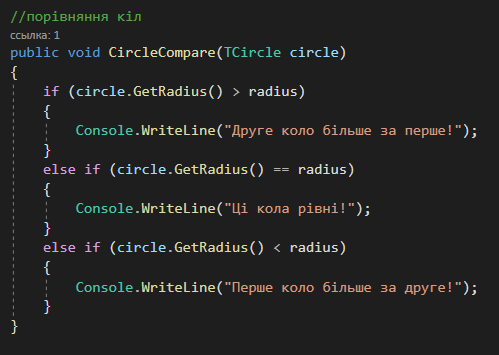 //порівняння кіл
ссылка: 1
public void CircleCompare(TCircle circle)
{
if (circle.GetRadius() > radius)
{
Console.WriteLine("Друге коло більше за перше!");
}
else if (circle.GetRadius() == radius)
{
Console.WriteLine("Ці кола рівні!");
}
else if (circle.GetRadius() < radius)
{
Console.WriteLine("Перше коло більше за друге!");
}
}